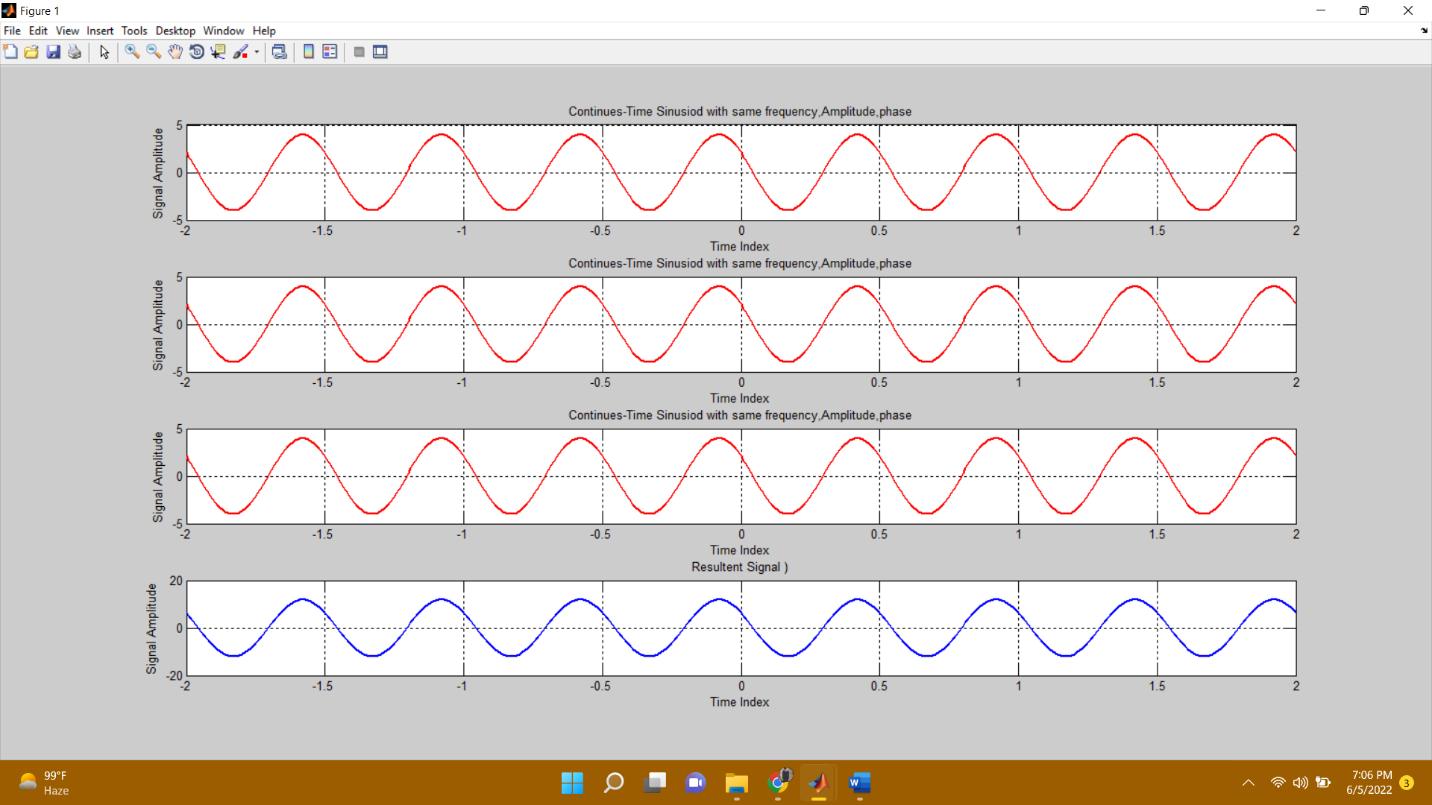 Figure 1
File Edit View Insert Tools Desktop Window Help
Continues-Time Sinusiod with same frequency,Amplitude,phase
Signal Amplitude
5
0
-5
-2 -1.5 -1 -0.5 0 0.5 1 1.5 2
Time Index
Continues-Time Sinusiod with same frequency,Amplitude,phase
Signal Amplitude
5
0
-5
-2 -1.5 -1 -0.5 0 0.5 1 1.5 2
Time Index
Continues-Time Sinusiod with same frequency,Amplitude,phase
Signal Amplitude
5
0
-5
-2 -1.5 -1 -0.5 0 0.5 1 1.5 2
Time Index
Resultent Signal )
Signal Amplitude
20
0
-20
-2 -1.5 -1 -0.5 0 0.5 1 1.5 2
Time Index
99°F
Haze
W
7:06 PM
6/5/2022
3